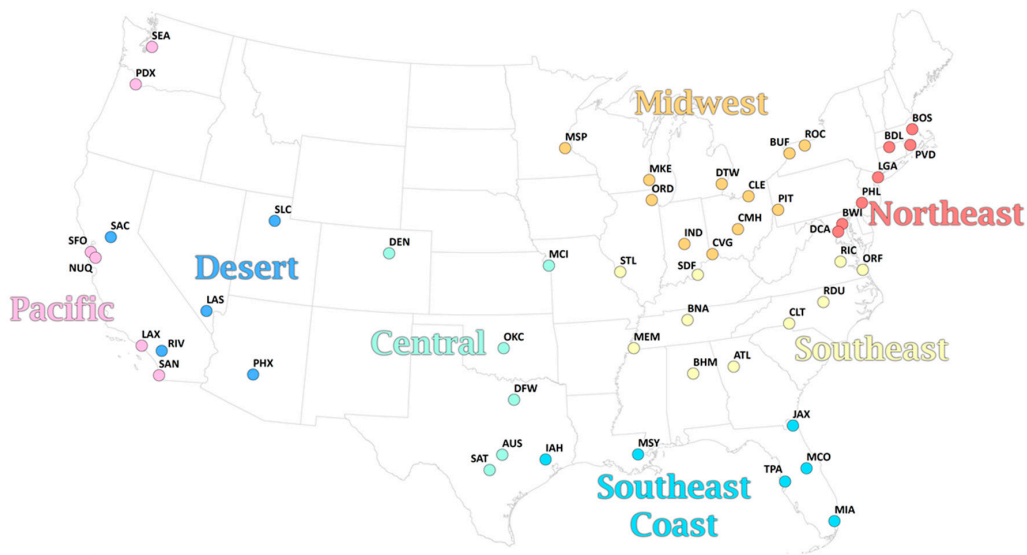 SEA
PDX
Midwest
BOS
MSP
ROC
BUF
BDL
PVD
MKE
DTW
LGA
ORD
CLE
PHL
PIT
SLC
BWI
Northeast
SAC
CMH
DCA
SFO
DEN
IND
CVG
RIC
ORF
NUQ
Desert
MCI
STL
SDF
Pacific
LAS
BNA
RDU
LAX
RIV
Central
OKC
MEM
CLT
Southeast
SAN
PHX
BHM
ATL
DFW
JAX
AUS
IAH
MSY
SAT
TPA
MCO
Southeast
Coast
MIA